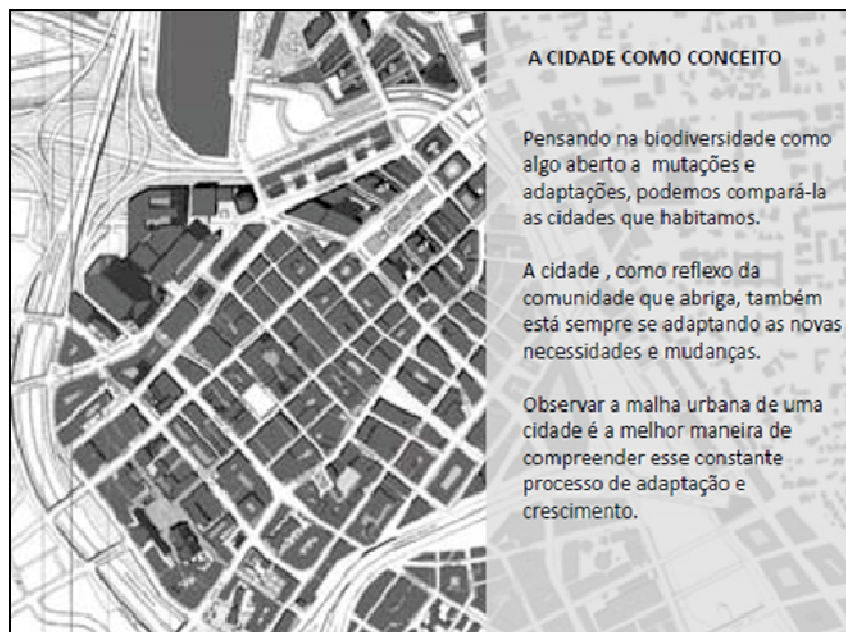 A CIDADE COMO CONCEITO
Pensando na biodiversidade como
algo aberto a mutações e
adaptações, podemos compará-la
as cidades que habitamos.
A cidade , como reflexo da
comunidade que abriga, também
está sempre se adaptando as novas
necessidades e mudanças.
Observar a malha urbana de uma
cidade é a melhor maneira de
compreender esse constante
processo de adaptação e
crescimento.